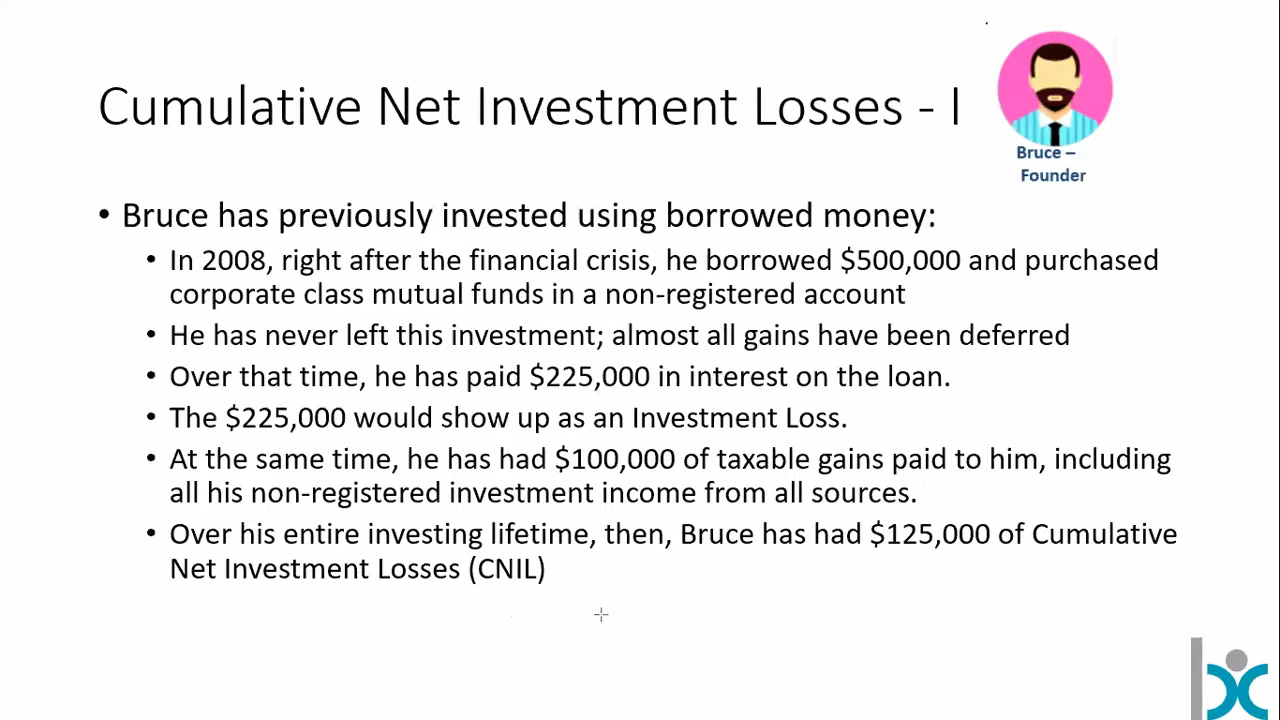 Cumulative Net Investment Losses - I
Bruce –
Founder
• Bruce has previously invested using borrowed money:
• In 2008, right after the financial crisis, he borrowed $500,000 and purchased
corporate class mutual funds in a non-registered account
• He has never left this investment; almost all gains have been deferred
• Over that time, he has paid $225,000 in interest on the loan.
• The $225,000 would show up as an Investment Loss.
• At the same time, he has had $100,000 of taxable gains paid to him, including
all his non-registered investment income from all sources.
• Over his entire investing lifetime, then, Bruce has had $125,000 of Cumulative
Net Investment Losses (CNIL)